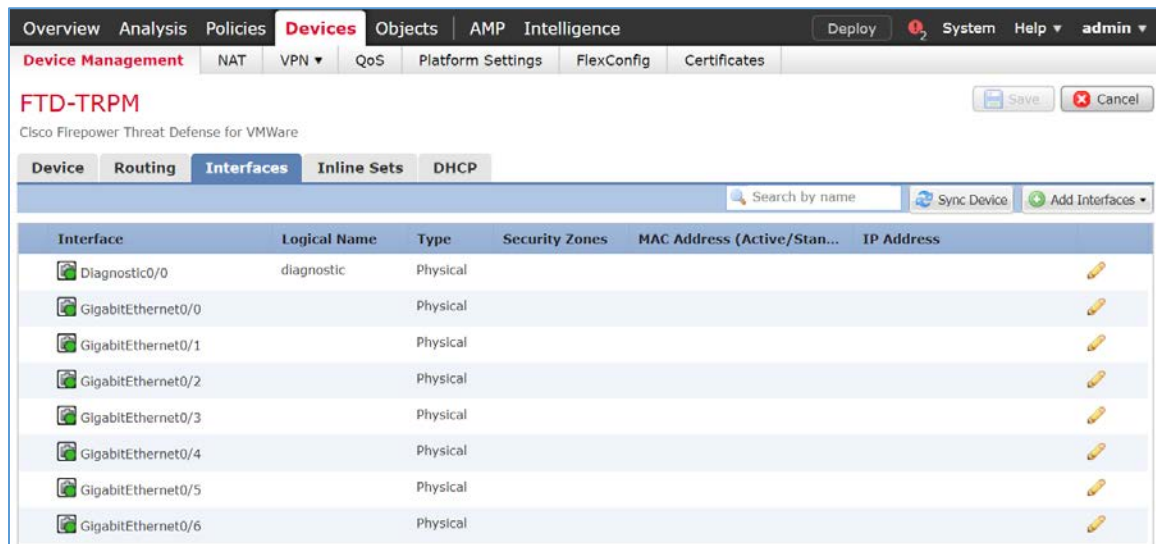 Overview Analysis Policies Devices Objects AMP Intelligence Deploy 2 System Help admin
Device Management NAT VPN QoS Platform Settings FlexConfig Certificates
FTD-TRPM Save Cancel
Cisco Firepower Threat Defense for VMWare
Device Routing Interfaces Inline Sets DHCP
Search by name Sync Device Add Interfaces
Interface Logical Name Type Security Zones MAC Address (Active/Stan... IP Address
Diagnostic0/0 diagnostic Physical
GigabitEthernet0/0 Physical
GigabitEthernet0/1 Physical
GigabitEthernet0/2 Physical
GigabitEthernet0/3 Physical
GigabitEthernet0/4 Physical
GigabitEthernet0/5 Physical
GigabitEthernet0/6 Physical